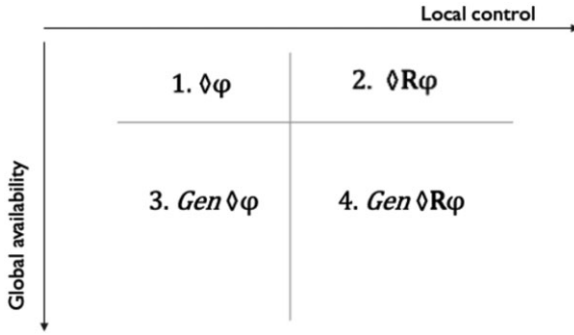 Local control
1. ◊φ
2. ◊Rφ
Global availability
3. Gen ◊φ
4. Gen ◊Rφ